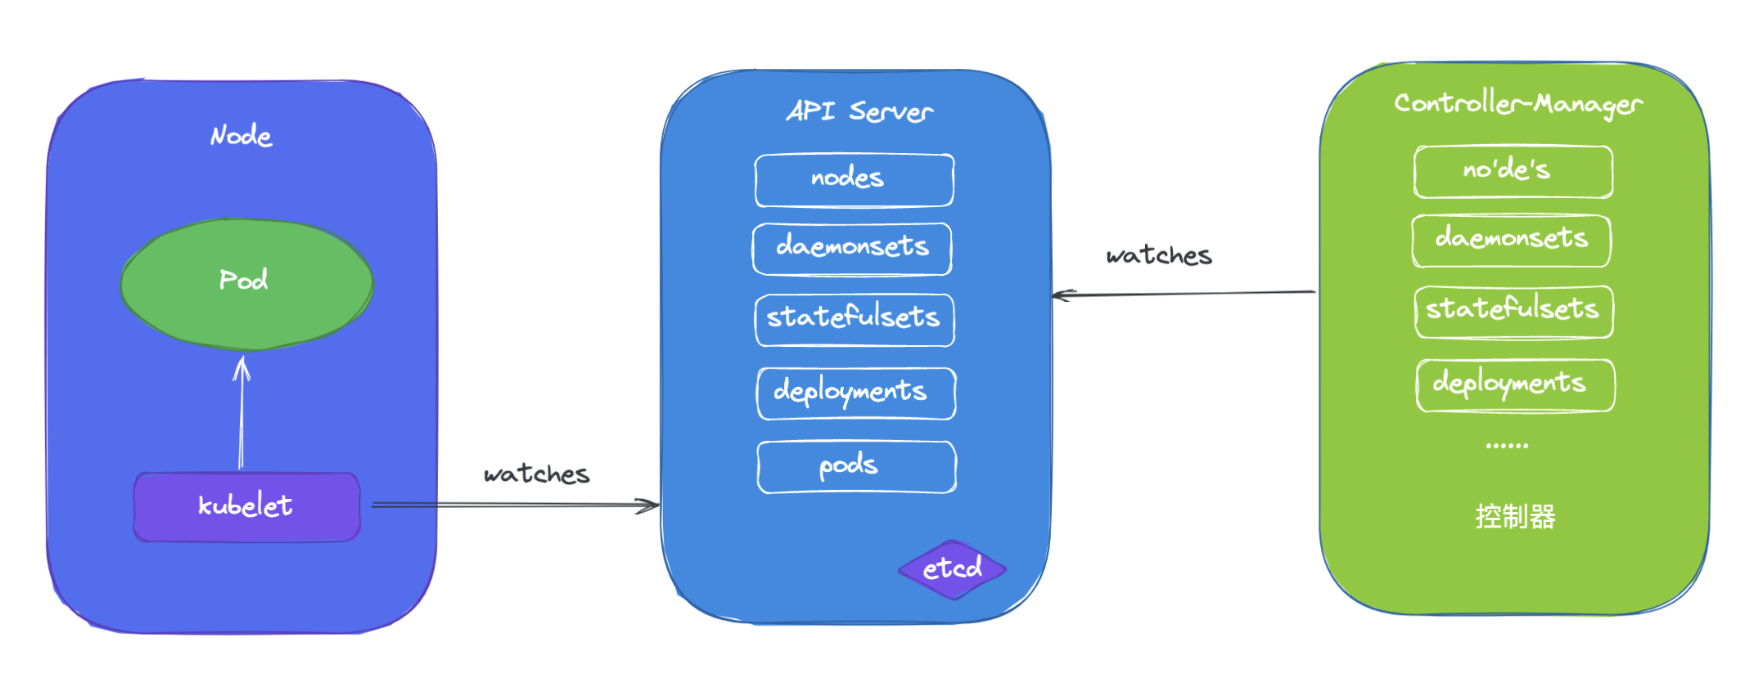 Node
Pod
kubelet
watches
API Server
nodes
daemonsets
statefulsets
deployments
pods
etcd
watches
Controller-Manager
no'de's
daemonsets
statefulsets
deployments
......
控制器